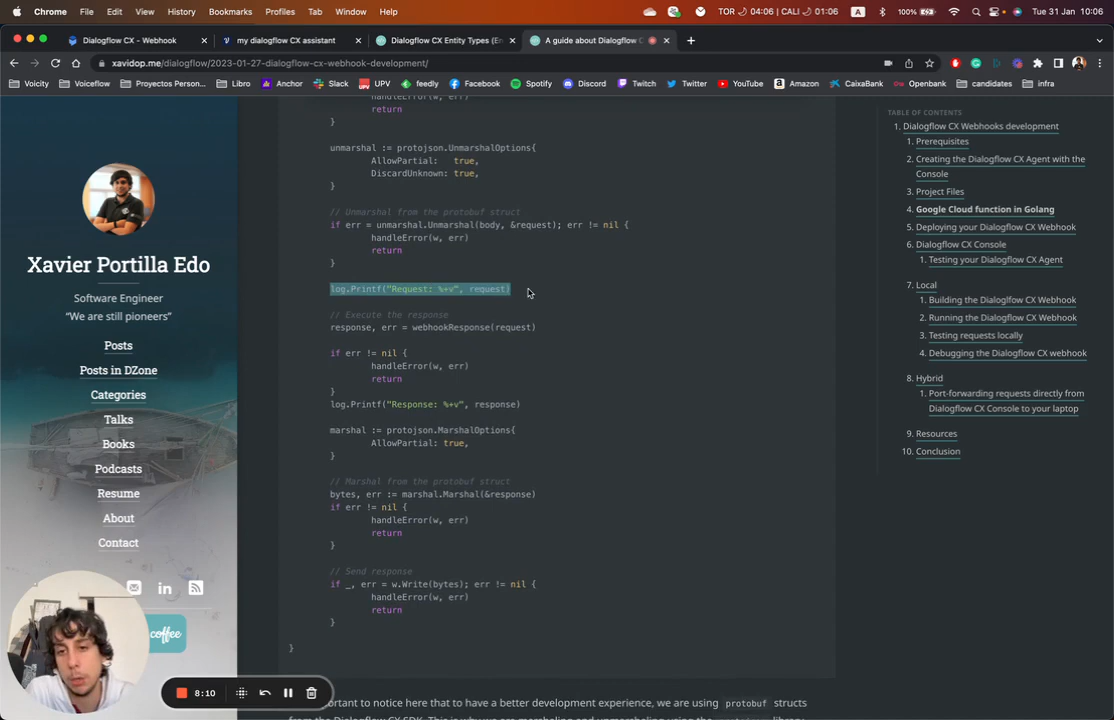 Chrome File Edit View History Bookmarks Profiles Tab Window Help
TOR 04:06 | CALI 01:06 A 100% Tue 31 Jan 10:06
Dialogflow CX - Webhook
my dialogflow CX assistant
Dialogflow CX Entity Types (En
A guide about Dialogflow C
xavidop.me/dialogflow/2023-01-27-dialogflow-cx-webhook-development/
Voicity Voiceflow Proyectos Person... Libro Anchor Slack UPV feedly Facebook Spotify Discord Twitch YouTube Twitter Amazon CaixaBank Openbank candidates infra
Xavier Portilla Edo
Software Engineer
“We are still pioneers”
Posts
Posts in DZone
Categories
Talks
Books
Podcasts
Resume
About
Contact
coffee
8:10
handleError(w, err)
return
}
unmarshal := protojson.UnmarshalOptions{
AllowPartial: true,
DiscardUnknown: true,
}
// Unmarshal from the protobuf struct
if err = unmarshal.Unmarshal(body, &request); err != nil {
handleError(w, err)
return
}
log.Printf("Request: %+v", request)
// Execute the response
response, err = webhookResponse(request)
if err != nil {
handleError(w, err)
return
}
log.Printf("Response: %+v", response)
marshal := protojson.MarshalOptions{
AllowPartial: true,
}
// Marshal from the protobuf struct
bytes, err := marshal.Marshal(&response)
if err != nil {
handleError(w, err)
return
}
// Send response
if _, err = w.Write(bytes); err != nil {
handleError(w, err)
return
}
}
important to notice here that to have a better development experience, we are using protobuf structs
TABLE OF CONTENTS
1. Dialogflow CX Webhooks development
1. Prerequisites
2. Creating the Dialogflow CX Agent with the
Console
3. Project Files
4. Google Cloud function in Golang
5. Deploying your Dialogflow CX Webhook
6. Dialogflow CX Console
1. Testing your Dialogflow CX Agent
7. Local
1. Building the Dialoglfow CX Webhook
2. Running the Dialogflow CX Webhook
3. Testing requests locally
4. Debugging the Dialogflow CX webhook
8. Hybrid
1. Port-forwarding requests directly from
Dialogflow CX Console to your laptop
9. Resources
10. Conclusion